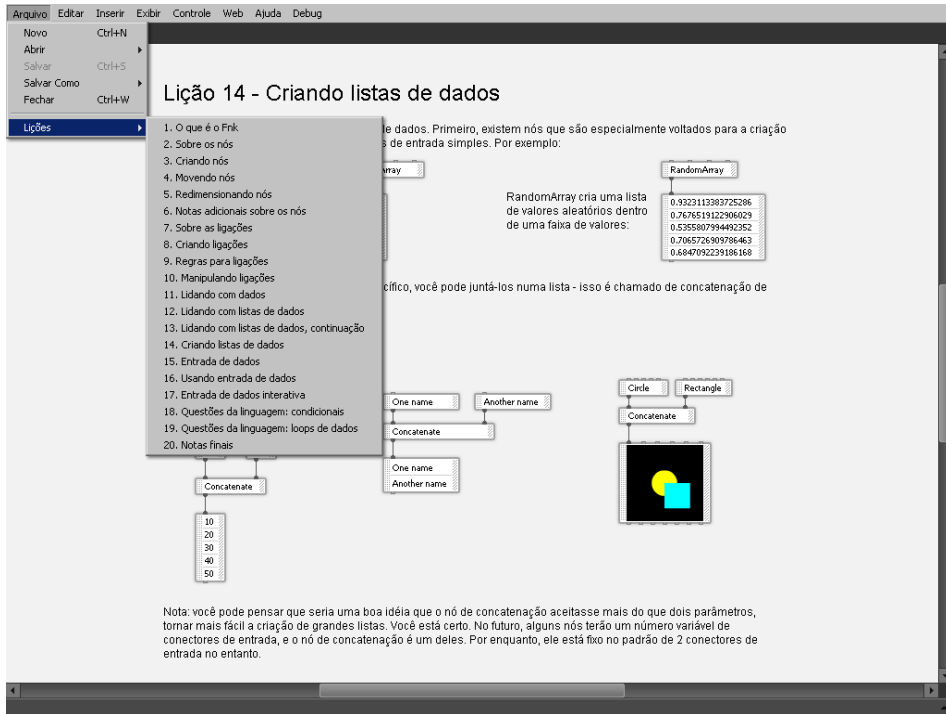 Arquivo Editar Inserir Exibir Controle Web Ajuda Debug
Novo Ctrl+N
Abrir
Salvar Ctrl+S
Salvar Como
Fechar Ctrl+W
Lições
1. O que é o Fnk
2. Sobre os nós
3. Criando nós
4. Movendo nós
5. Redimensionando nós
6. Notas adicionais sobre os nós
7. Sobre as ligações
8. Criando ligações
9. Regras para ligações
10. Manipulando ligações
11. Lidando com dados
12. Lidando com listas de dados
13. Lidando com listas de dados, continuação
14. Criando listas de dados
15. Entrada de dados
16. Usando entrada de dados
17. Entrada de dados interativa
18. Questões da linguagem: condicionais
19. Questões da linguagem: loops de dados
20. Notas finais
Lição 14 - Criando listas de dados
de dados. Primeiro, existem nós que são especialmente voltados para a criação
s de entrada simples. Por exemplo:
rray
RandomArray cria uma lista
de valores aleatórios dentro
de uma faixa de valores:
RandomArray
0.9323113383725286
0.7676519122906029
0.5355807994492352
0.7065726909786463
0.6847092239186168
cífico, você pode juntá-los numa lista - isso é chamado de concatenação de
Concatenate
10
20
30
40
50
One name
Another name
Concatenate
One name
Another name
Circle
Rectangle
Concatenate
Nota: você pode pensar que seria uma boa idéia que o nó de concatenação aceitasse mais do que dois parâmetros,
tornar mais fácil a criação de grandes listas. Você está certo. No futuro, alguns nós terão um número variável de
conectores de entrada, e o nó de concatenação é um deles. Por enquanto, ele está fixo no padrão de 2 conectores de
entrada no entanto.